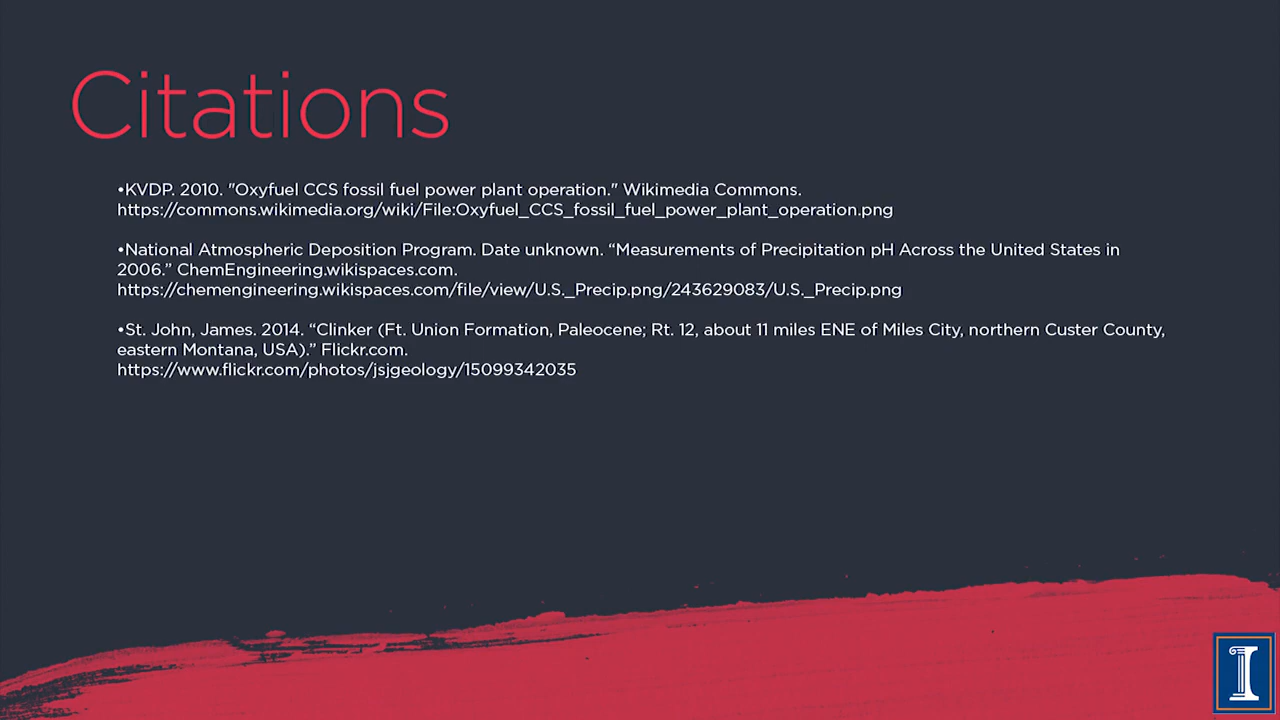 Citations
•KVDP. 2010. "Oxyfuel CCS fossil fuel power plant operation." Wikimedia Commons.
https://commons.wikimedia.org/wiki/File:Oxyfuel_CCS_fossil_fuel_power_plant_operation.png
•National Atmospheric Deposition Program. Date unknown. “Measurements of Precipitation pH Across the United States in
2006.” ChemEngineering.wikispaces.com.
https://chemengineering.wikispaces.com/file/view/U.S._Precip.png/243629083/U.S._Precip.png
•St. John, James. 2014. “Clinker (Ft. Union Formation, Paleocene; Rt. 12, about 11 miles ENE of Miles City, northern Custer County,
eastern Montana, USA).” Flickr.com.
https://www.flickr.com/photos/jsjgeology/15099342035
I